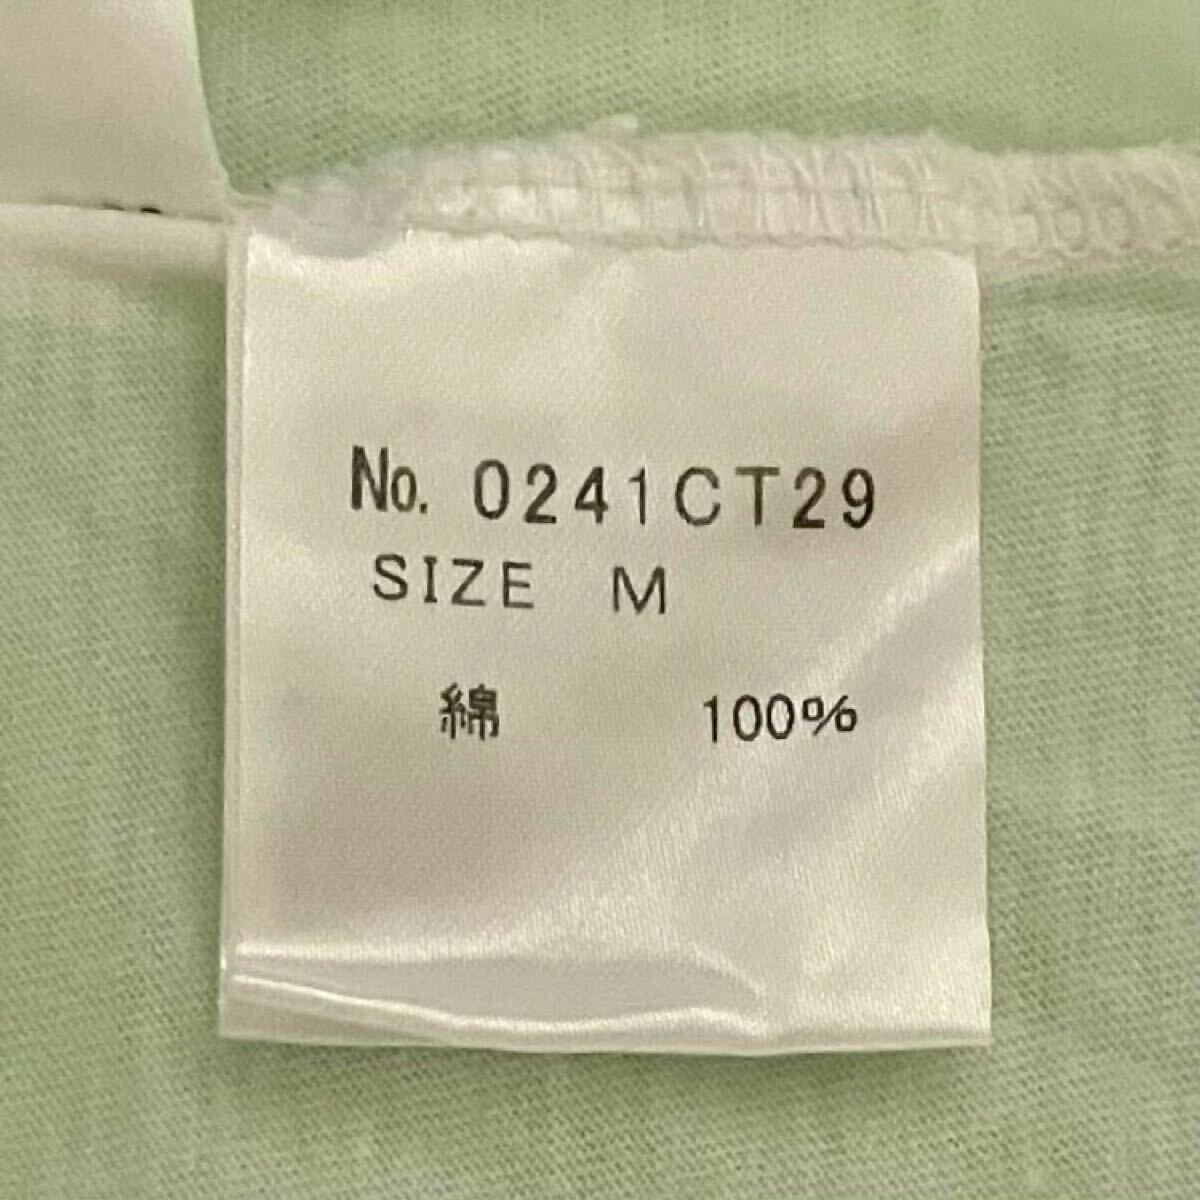 No. 0241CT29
SIZE M
綿 100%